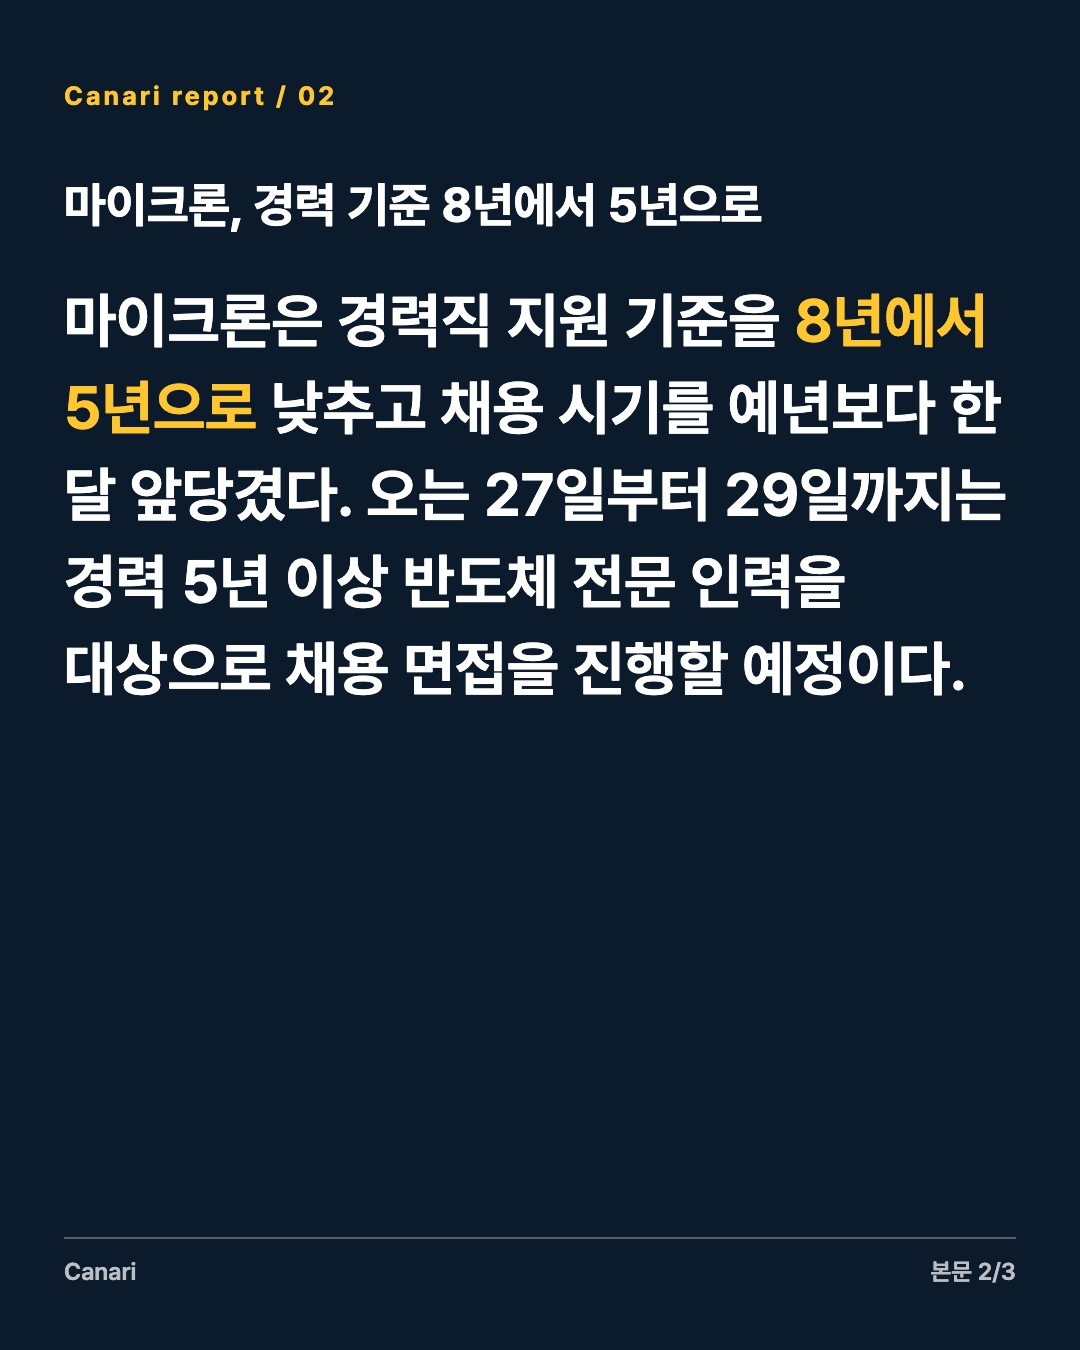 Canari report / 02
마이크론, 경력 기준 8년에서 5년으로
마이크론은 경력직 지원 기준을 8년에서
5년으로 낮추고 채용 시기를 예년보다 한
달 앞당겼다. 오는 27일부터 29일까지는
경력 5년 이상 반도체 전문 인력을
대상으로 채용 면접을 진행할 예정이다.
Canari
본문 2/3